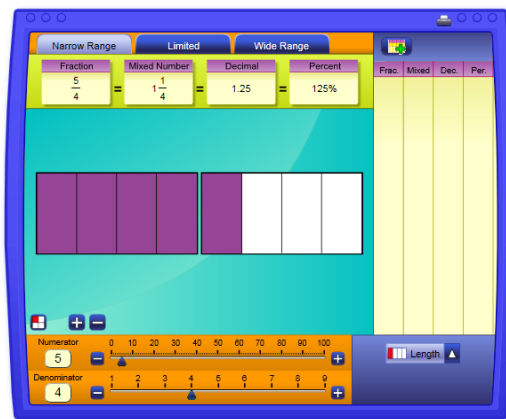 Narrow Range Limited Wide Range
Fraction Mixed Number Decimal Percent
5/4 = 1 1/4 = 1.25 = 125%
Frac. Mixed Dec. Per.
Numerator
5
0 10 20 30 40 50 60 70 80 90 100
Denominator
4
1 2 3 4 5 6 7 8 9
Length